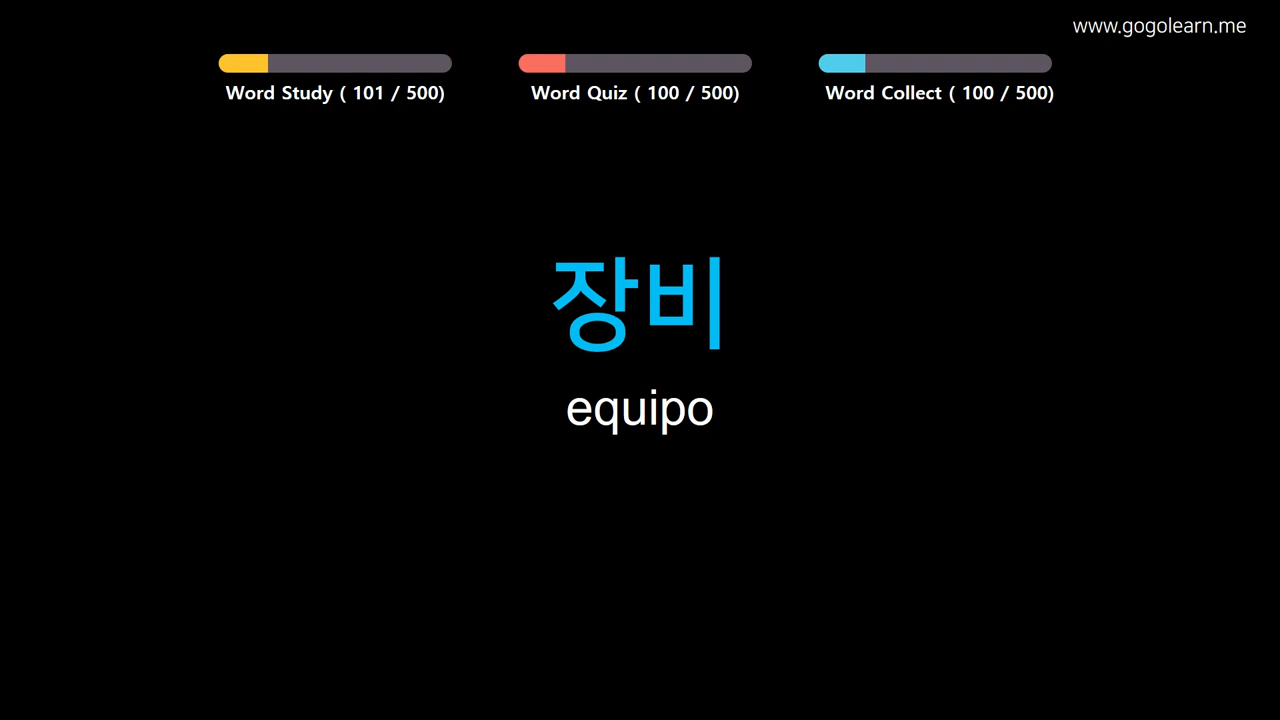 www.gogolearn.me
Word Study ( 101 / 500)
Word Quiz ( 100 / 500)
Word Collect ( 100 / 500)
장비
equipo